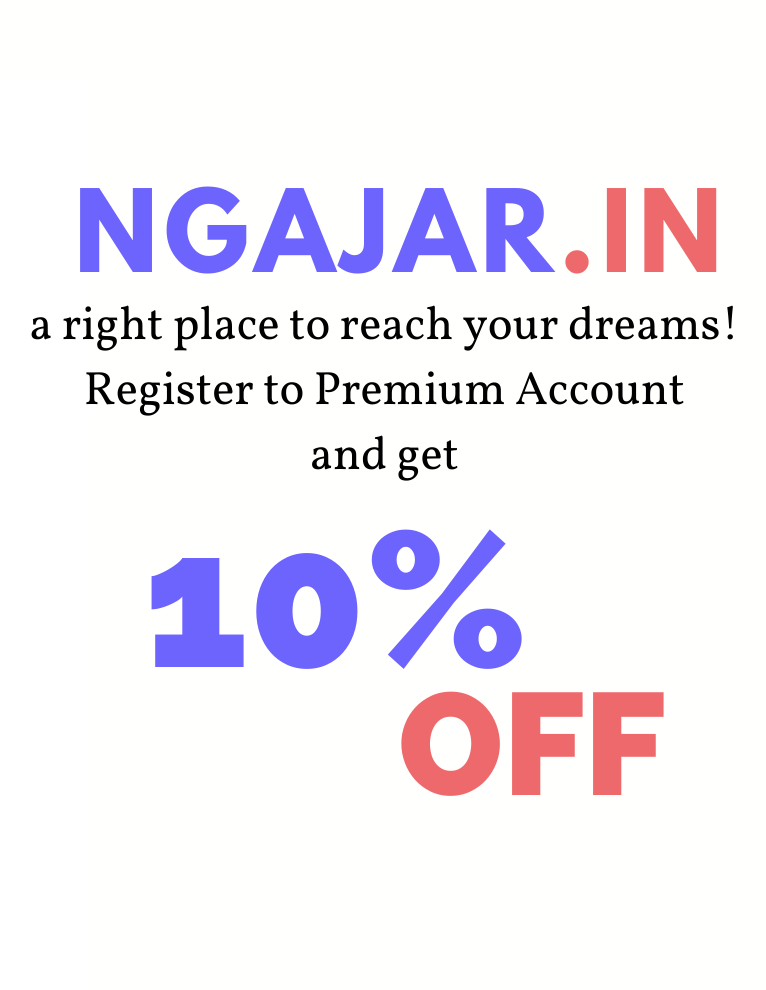 NGAJAR.IN
a right place to reach your dreams!
Register to Premium Account
and get
10%
OFF